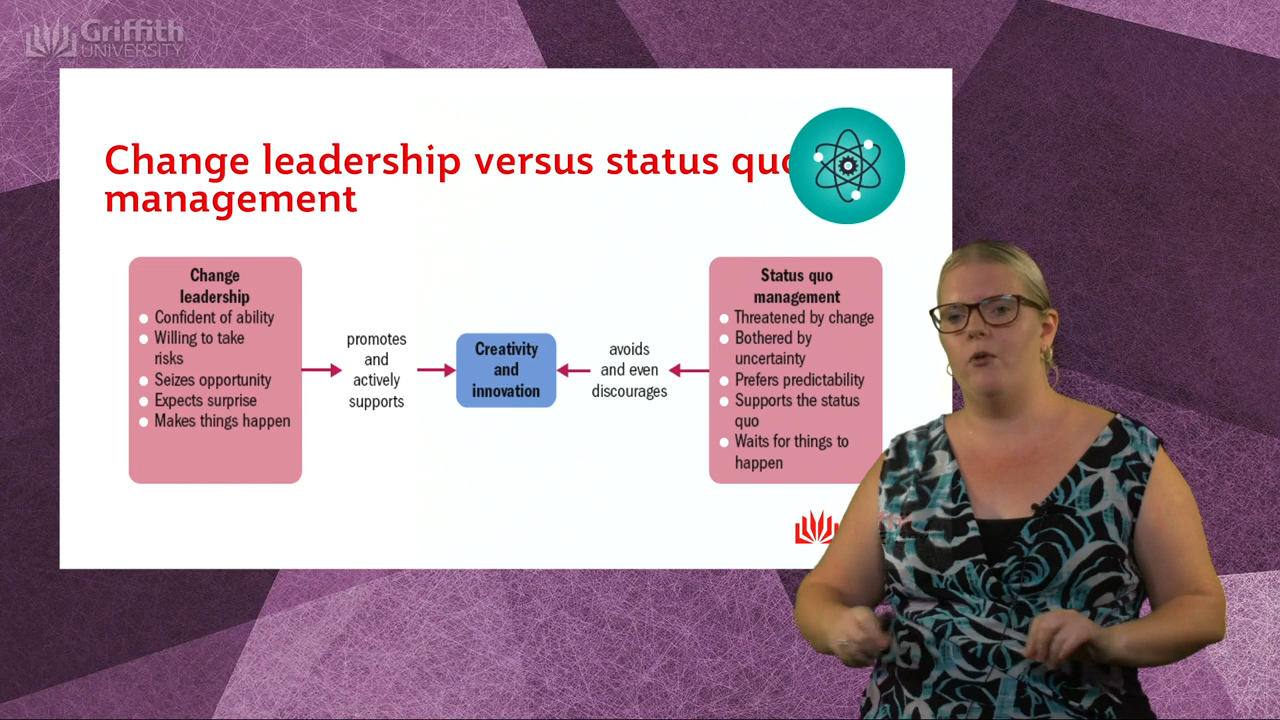 Griffith
UNIVERSITY
Change leadership versus status quo
management
Change
leadership
Confident of ability
Willing to take
risks
Seizes opportunity
Expects surprise
Makes things happen
promotes
and
actively
supports
Creativity
and
innovation
avoids
and even
discourages
Status quo
management
Threatened by change
Bothered by
uncertainty
Prefers predictability
Supports the status
quo
Waits for things to
happen